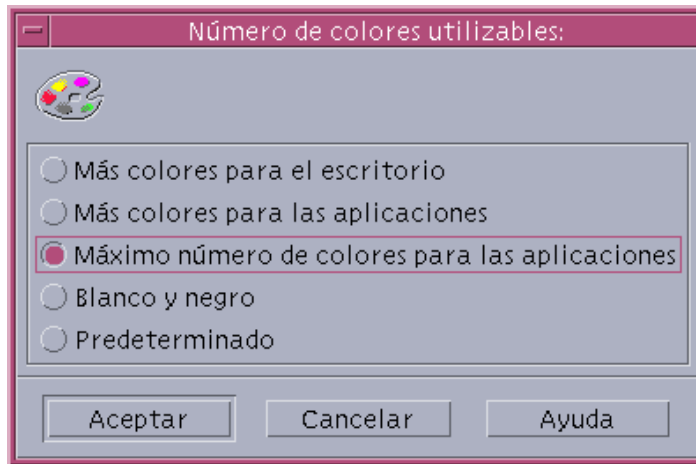 Número de colores utilizables:
Más colores para el escritorio
Más colores para las aplicaciones
Máximo número de colores para las aplicaciones
Blanco y negro
Predeterminado
Aceptar Cancelar Ayuda